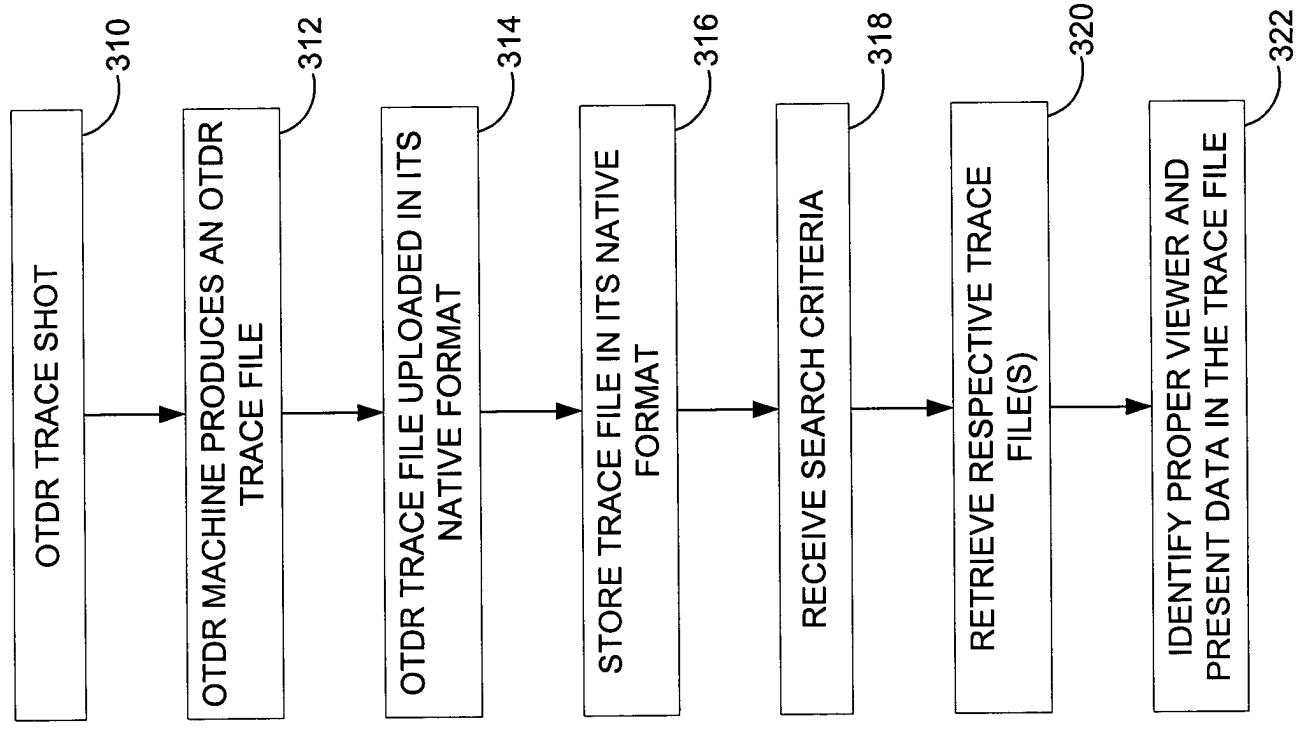 OTDR TRACE SHOT
310
OTDR MACHINE PRODUCES AN OTDR
TRACE FILE
312
OTDR TRACE FILE UPLOADED IN ITS
NATIVE FORMAT
314
STORE TRACE FILE IN ITS NATIVE
FORMAT
316
RECEIVE SEARCH CRITERIA
318
RETRIEVE RESPECTIVE TRACE
FILE(S)
320
IDENTIFY PROPER VIEWER AND
PRESENT DATA IN THE TRACE FILE
322